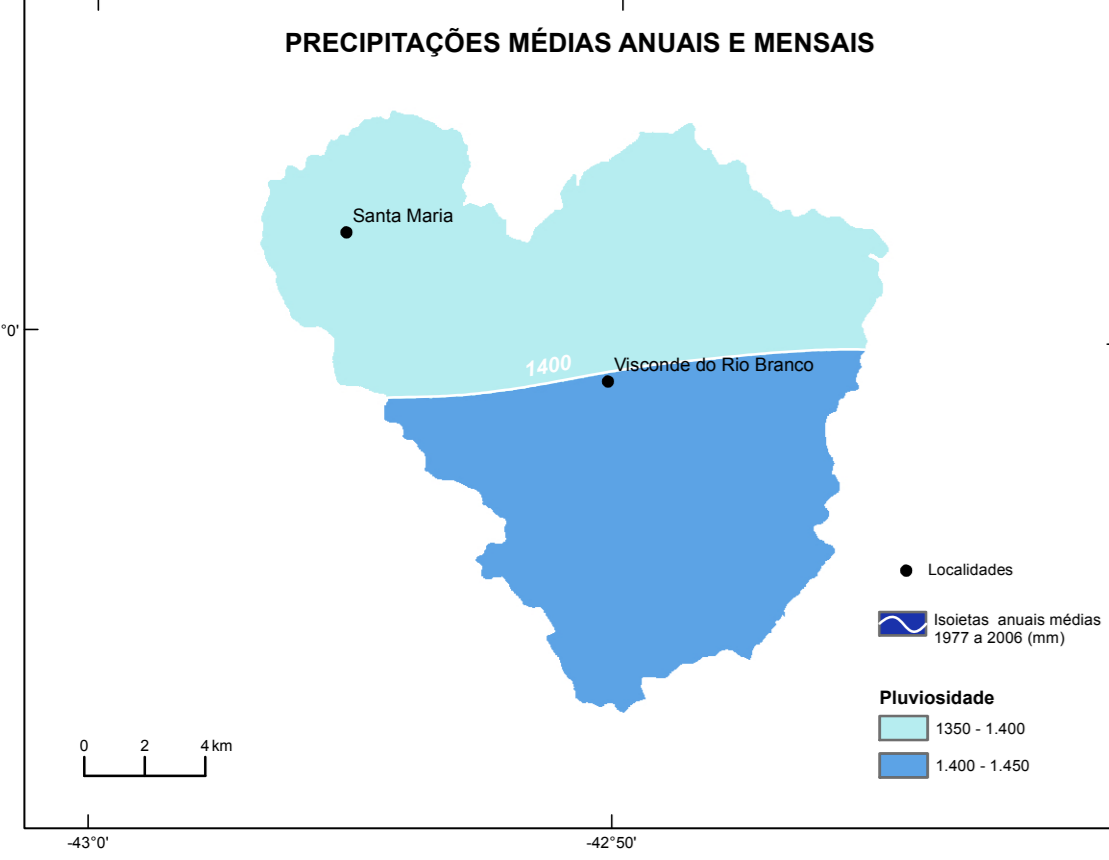 PRECIPITAÇÕES MÉDIAS ANUAIS E MENSAIS
Santa Maria
°0'
1400
Visconde do Rio Branco
Localidades
Isoietas anuais médias
1977 a 2006 (mm)
Pluviosidade
1350 - 1.400
1.400 - 1.450
0 2 4 km
-43°0' -42°50'